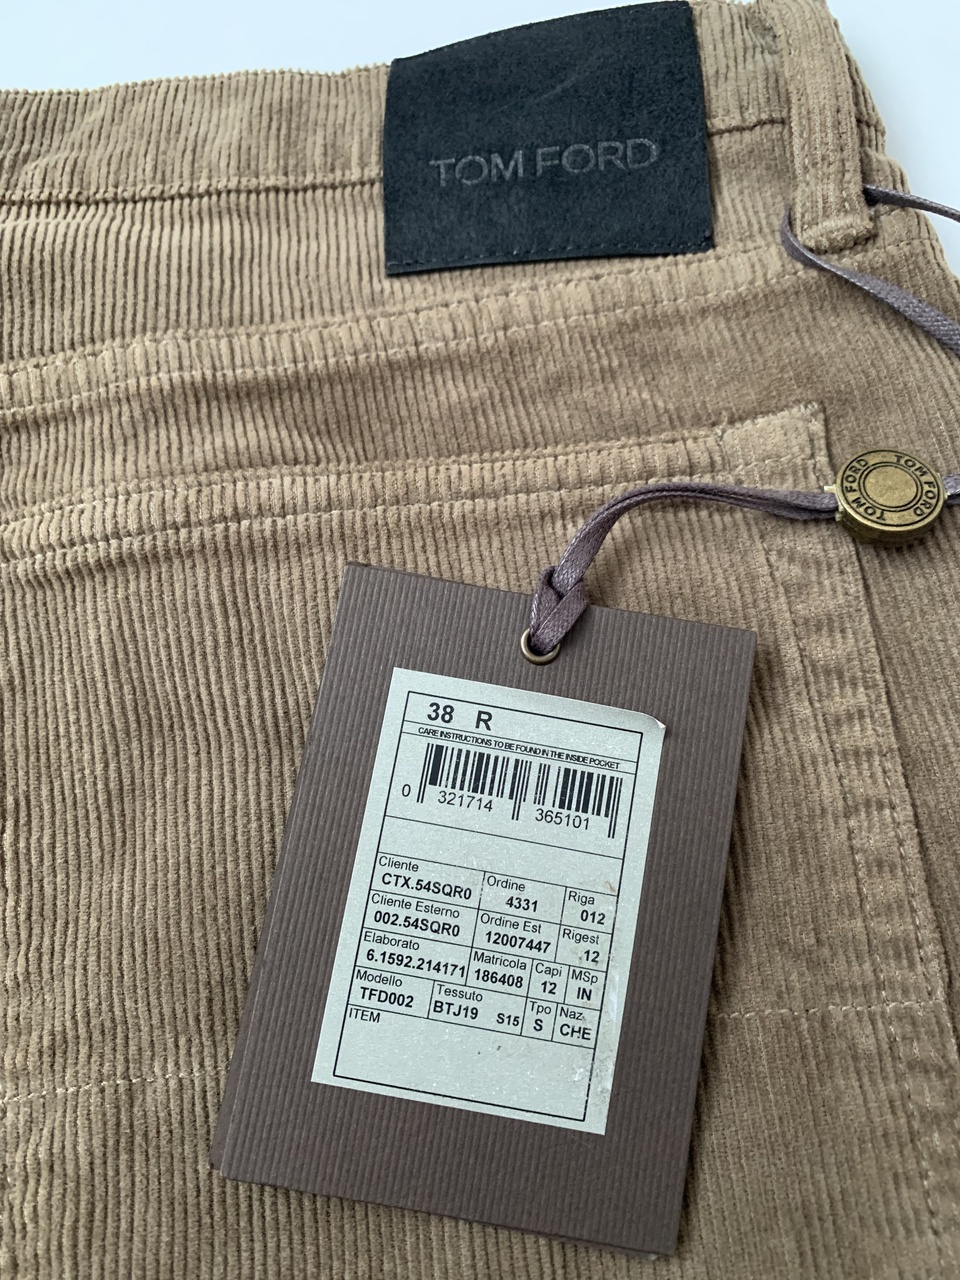 TOM FORD
TOM FORD TOM FORD
38 R
CARE INSTRUCTIONS TO BE FOUND IN THE INSIDE POCKET
0 321714 365101
Cliente Ordine Riga
CTX.54SQR0 4331 012
Cliente Esterno Ordine Est Rigest
002.54SQR0 12007447 12
Elaborato Matricola Capi MSp
6.1592.214171 186408 12 IN
Modello Tessuto Tpo Naz
TFD002 BTJ19 S15 S CHE
ITEM